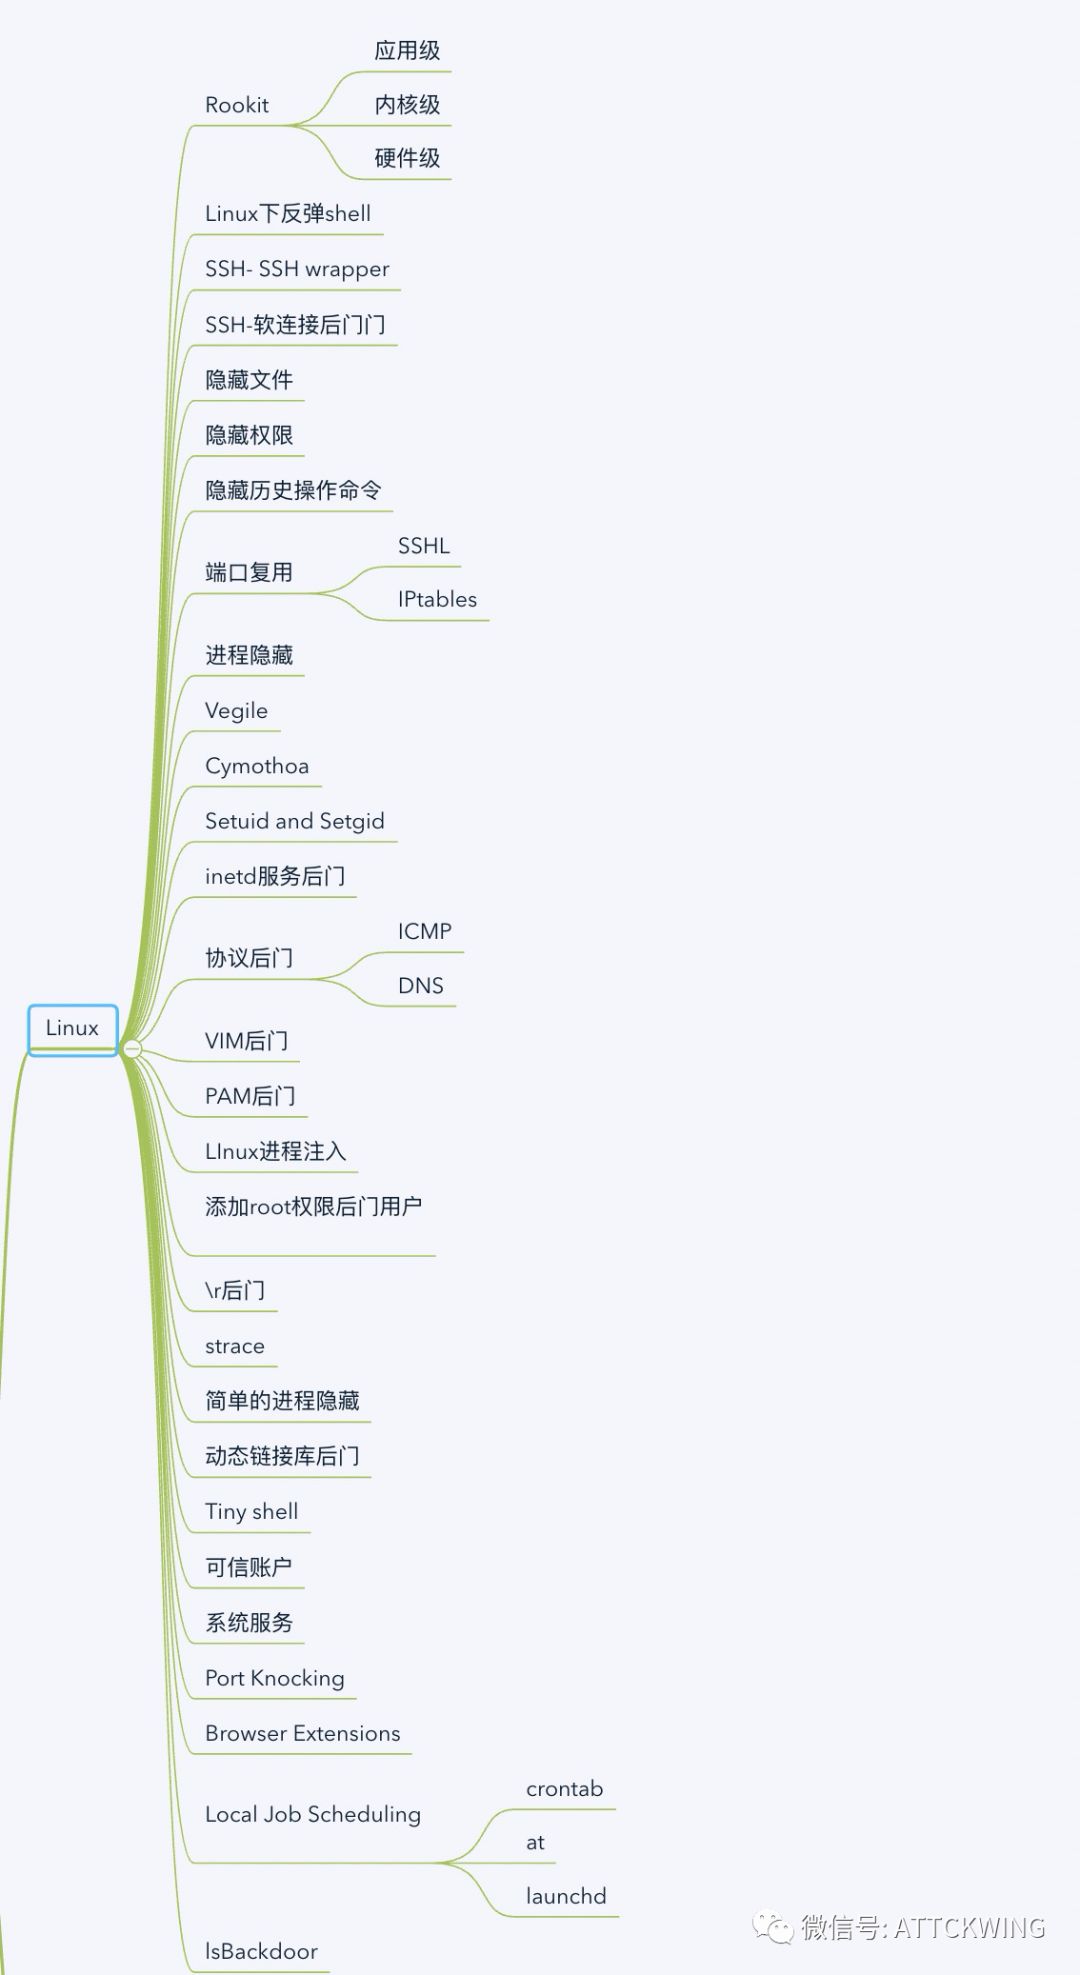 应用级
Rookit
内核级
硬件级
Linux下反弹shell
SSH- SSH wrapper
SSH-软连接后门门
隐藏文件
隐藏权限
隐藏历史操作命令
SSHL
端口复用
IPtables
进程隐藏
Vegile
Cymothoa
Setuid and Setgid
inetd服务后门
ICMP
协议后门
DNS
Linux
VIM后门
PAM后门
LInux进程注入
添加root权限后门用户
\r后门
strace
简单的进程隐藏
动态链接库后门
Tiny shell
可信账户
系统服务
Port Knocking
Browser Extensions
crontab
Local Job Scheduling
at
launchd
微信号: ATTCKWING
lsBackdoor